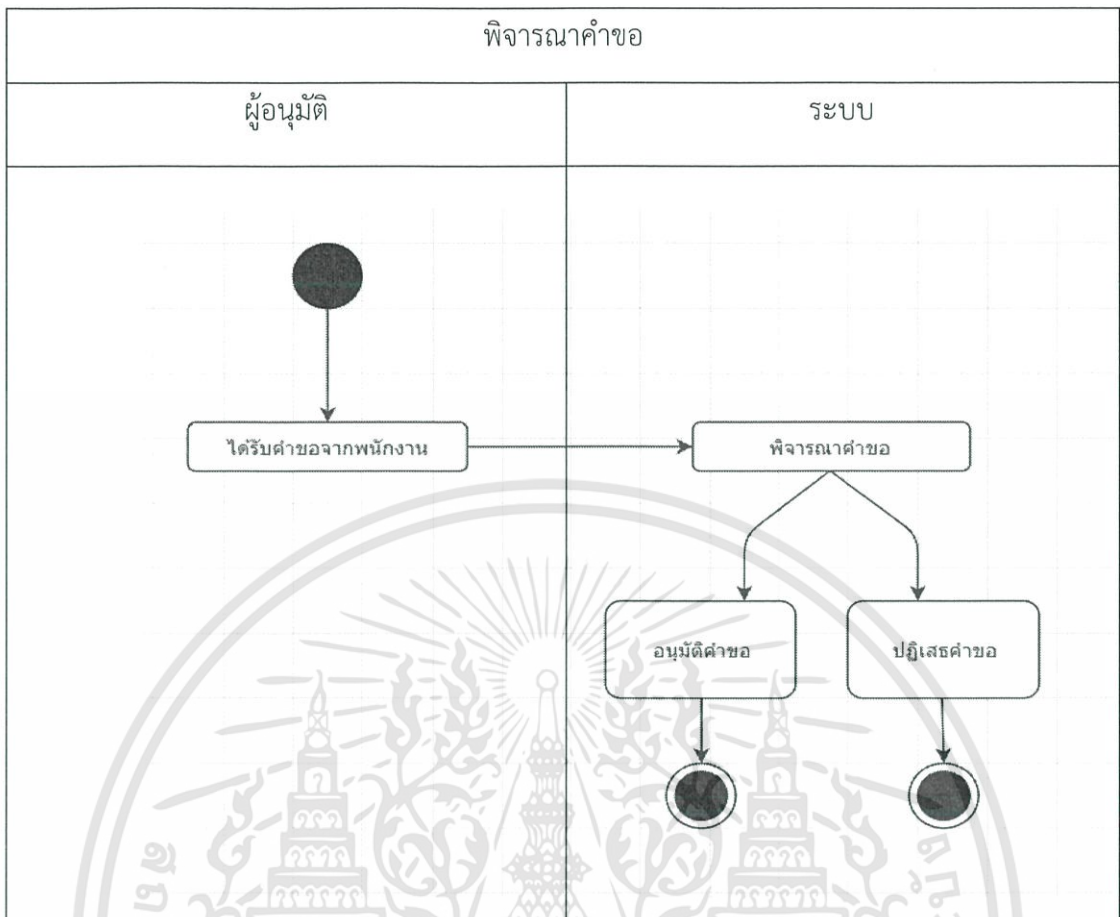 พิจารณาคำขอ
ผู้อนุมัติ
ระบบ
ได้รับคำขอจากพนักงาน
พิจารณาคำขอ
อนุมัติคำขอ
ปฏิเสธคำขอ